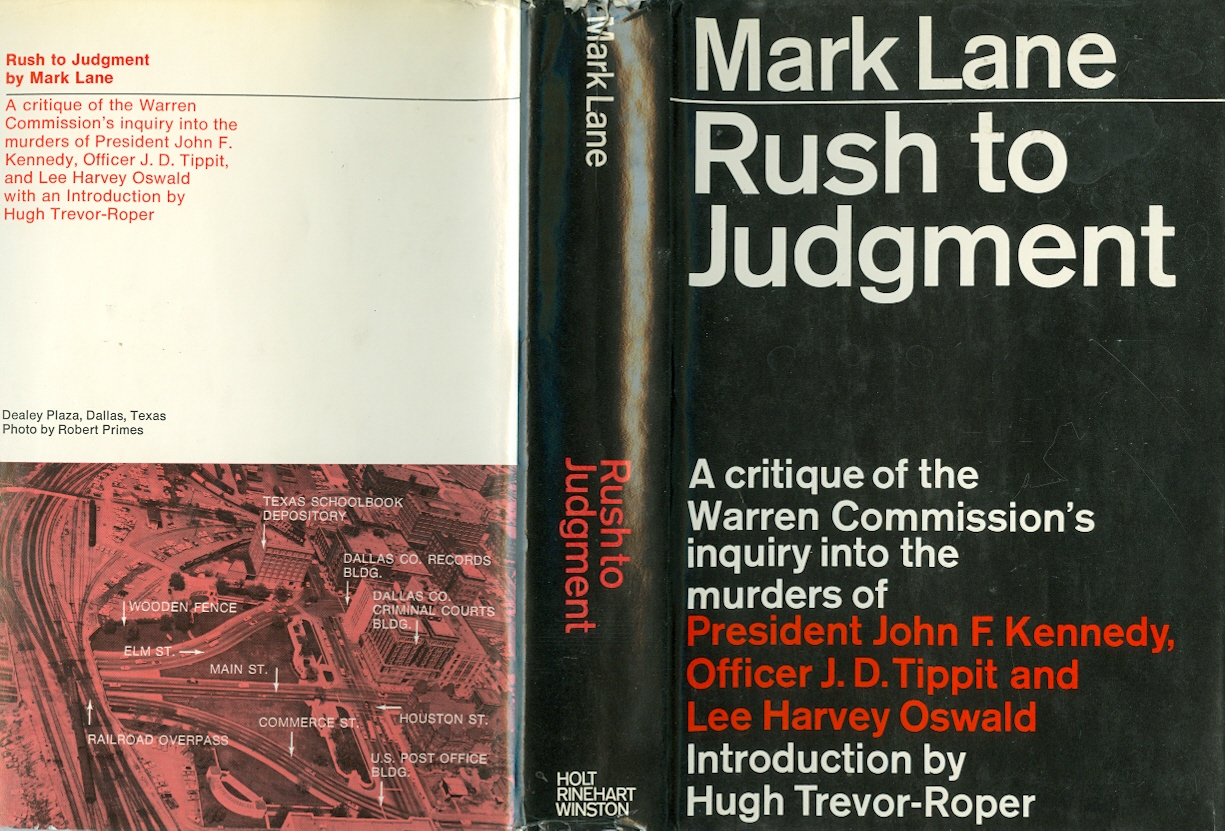 Rush to Judgment
by Mark Lane
A critique of the Warren
Commission's inquiry into the
murders of President John F.
Kennedy, Officer J. D. Tippit,
and Lee Harvey Oswald
with an Introduction by
Hugh Trevor-Roper
Dealey Plaza, Dallas, Texas
Photo by Robert Primes
TEXAS SCHOOLBOOK
DEPOSITORY
DALLAS CO. RECORDS
BLDG.
DALLAS CO.
CRIMINAL COURTS
BLDG.
WOODEN FENCE
ELM ST.
MAIN ST.
COMMERCE ST.
HOUSTON ST.
RAILROAD OVERPASS
U.S. POST OFFICE
BLDG.
Mark Lane
Rush to
Judgment
HOLT
RINEHART
WINSTON
Mark Lane
Rush to
Judgment
A critique of the
Warren Commission's
inquiry into the
murders of
President John F. Kennedy,
Officer J. D. Tippit and
Lee Harvey Oswald
Introduction by
Hugh Trevor-Roper